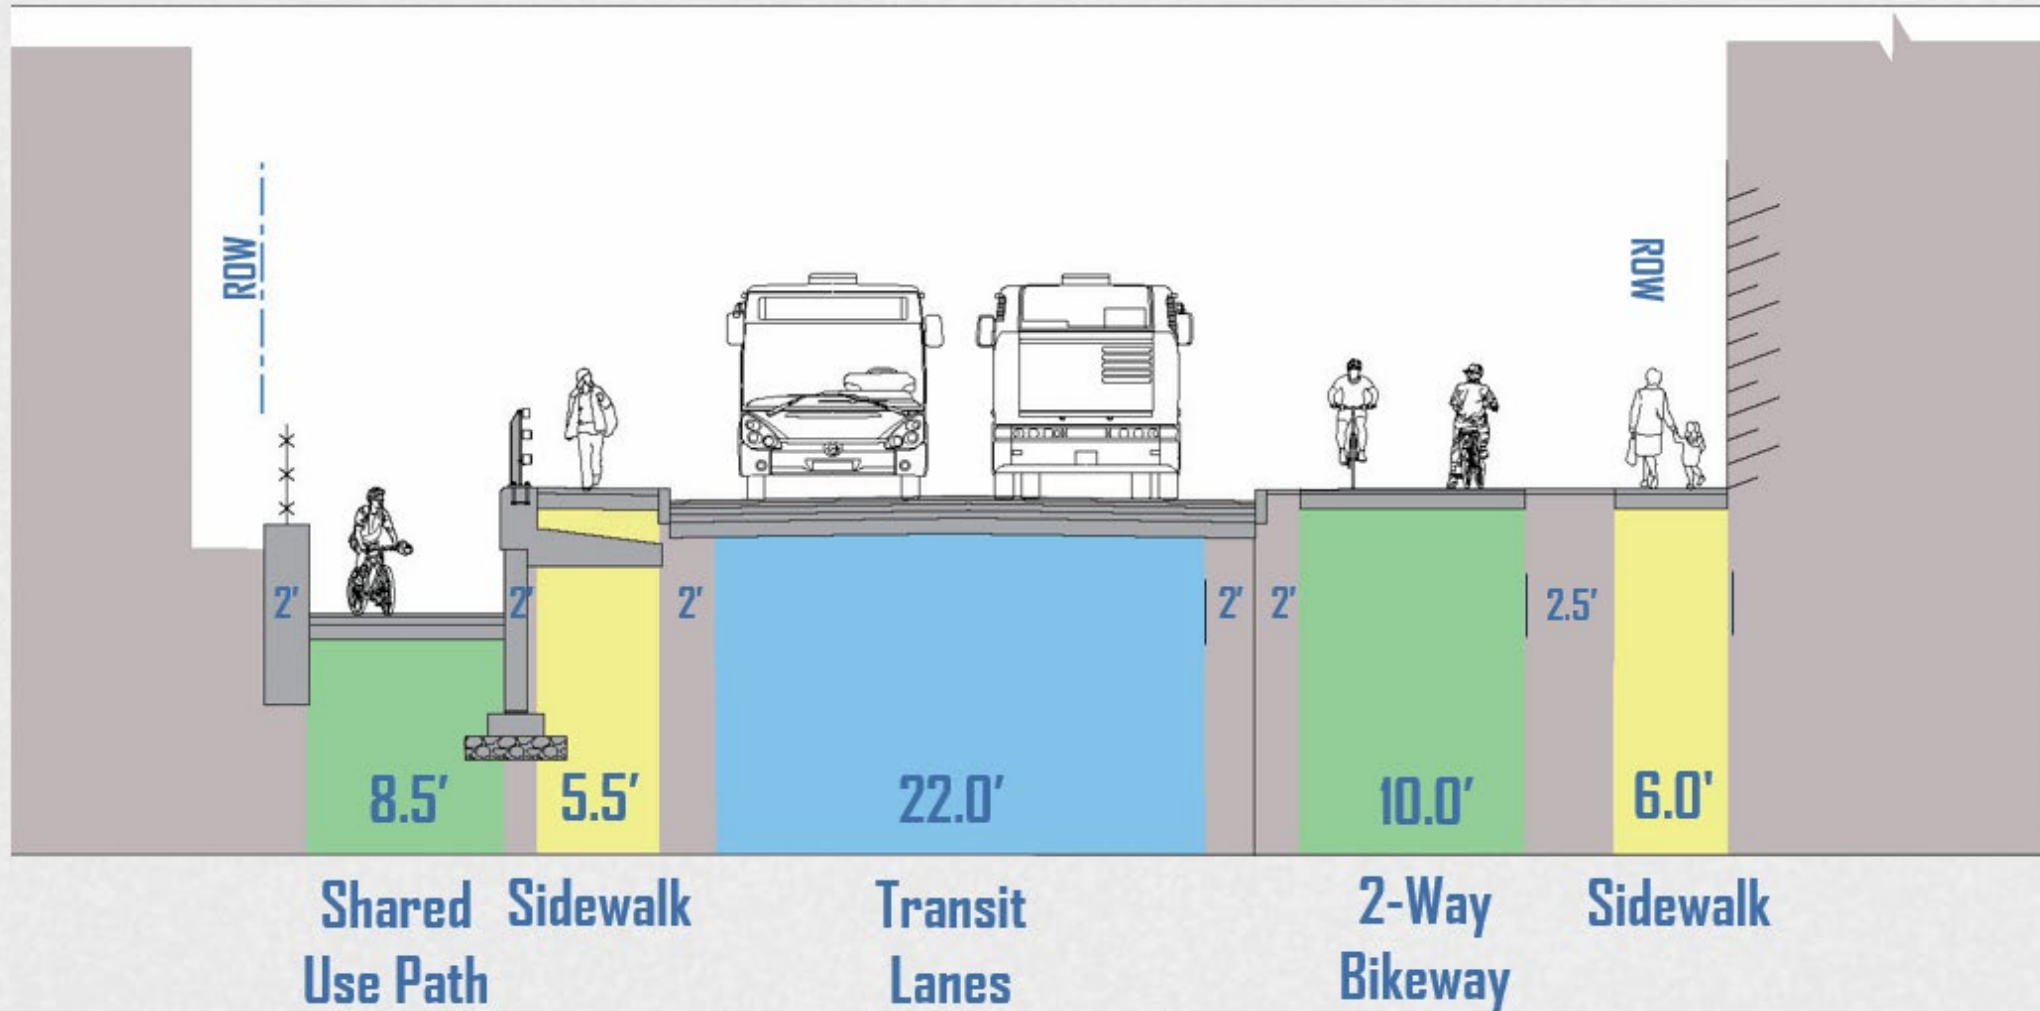 ROW
ROW
2'
2'
2'
2'
2'
2.5'
8.5'
5.5'
22.0'
10.0'
6.0'
Shared
Use Path
Sidewalk
Transit
Lanes
2-Way
Bikeway
Sidewalk